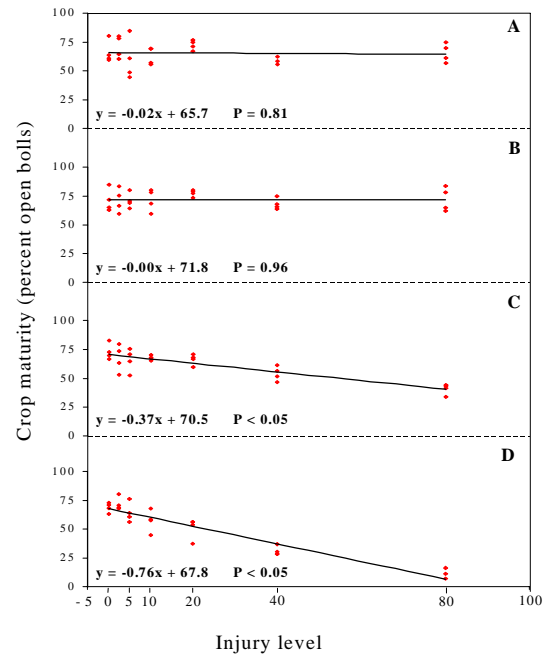 100
A
75
50
25
y = -0.02x + 65.7 P = 0.81
0
100
B
75
50
25
y = -0.00x + 71.8 P = 0.96
0
100
C
75
50
25
y = -0.37x + 70.5 P < 0.05
0
100
D
75
50
25
y = -0.76x + 67.8 P < 0.05
0
-5 0 5 10 20 40 80 100
Injury level
Crop maturity (percent open bolls)